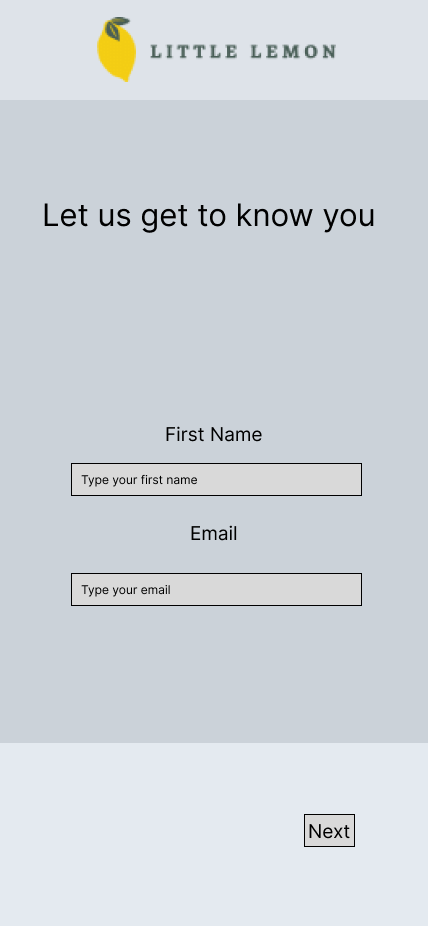 LITTLE LEMON
Let us get to know you
First Name
Type your first name
Email
Type your email
Next